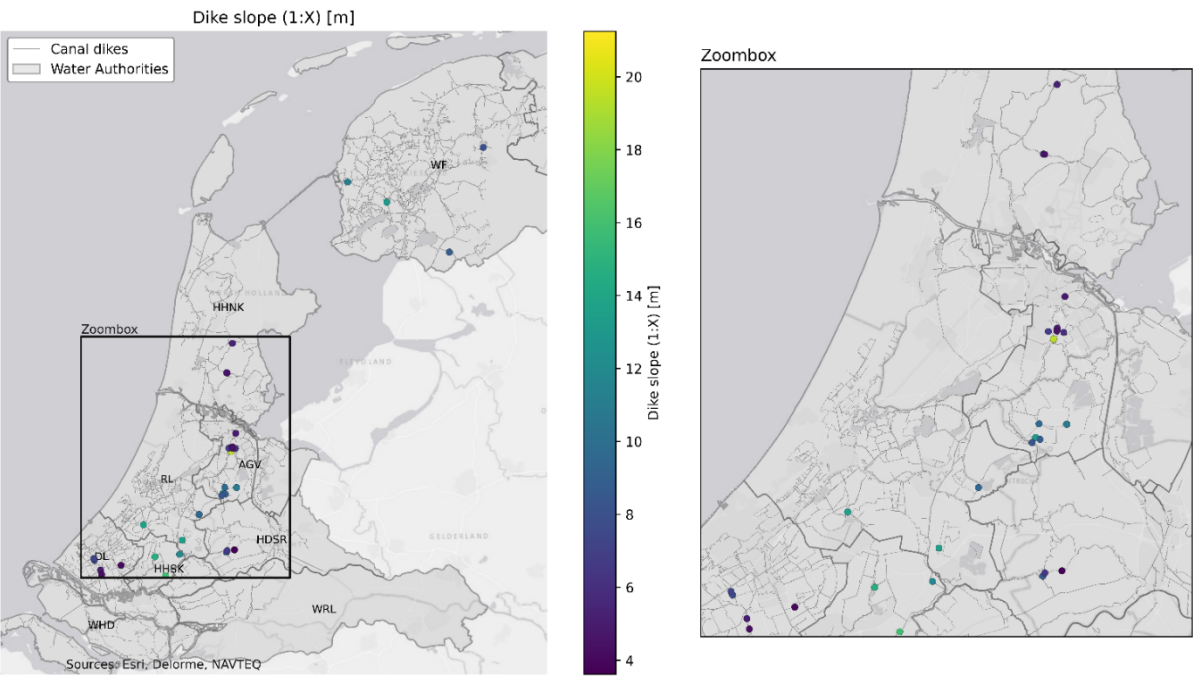 Dike slope (1:X) [m]
Canal dikes
Water Authorities
WF
HHNK
Zoombox
FLEVOLAND
AGV
RL
HDSR
GELDERLAND
DL
HHSK
WRL
WHD
Sources: Esri, Delorme, NAVTEQ
20
18
16
14
12
10
8
6
4
Dike slope (1:X) [m]
Zoombox